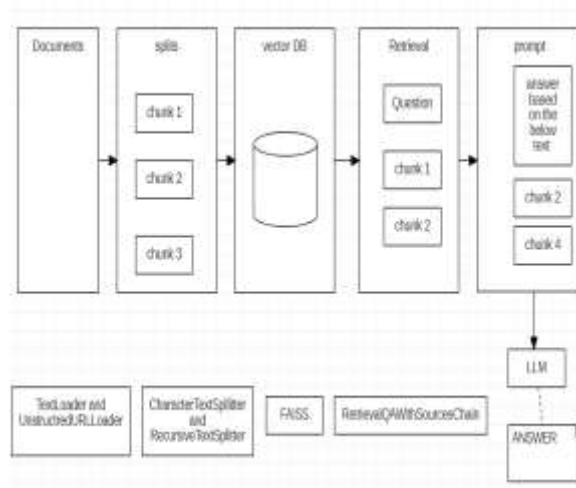 Documents
splits
vector DB
Retrieval
prompt
chunk 1
chunk 2
chunk 3
Question
chunk 1
chunk 2
answer
based
on the
below
text
chunk 2
chunk 4
LLM
ANSWER
TextLoader and
UnstructredURLLoader
CharacterTextSplitter
and
RecursiveTextSplitter
FAISS
RetrievalQAWithSourcesChain